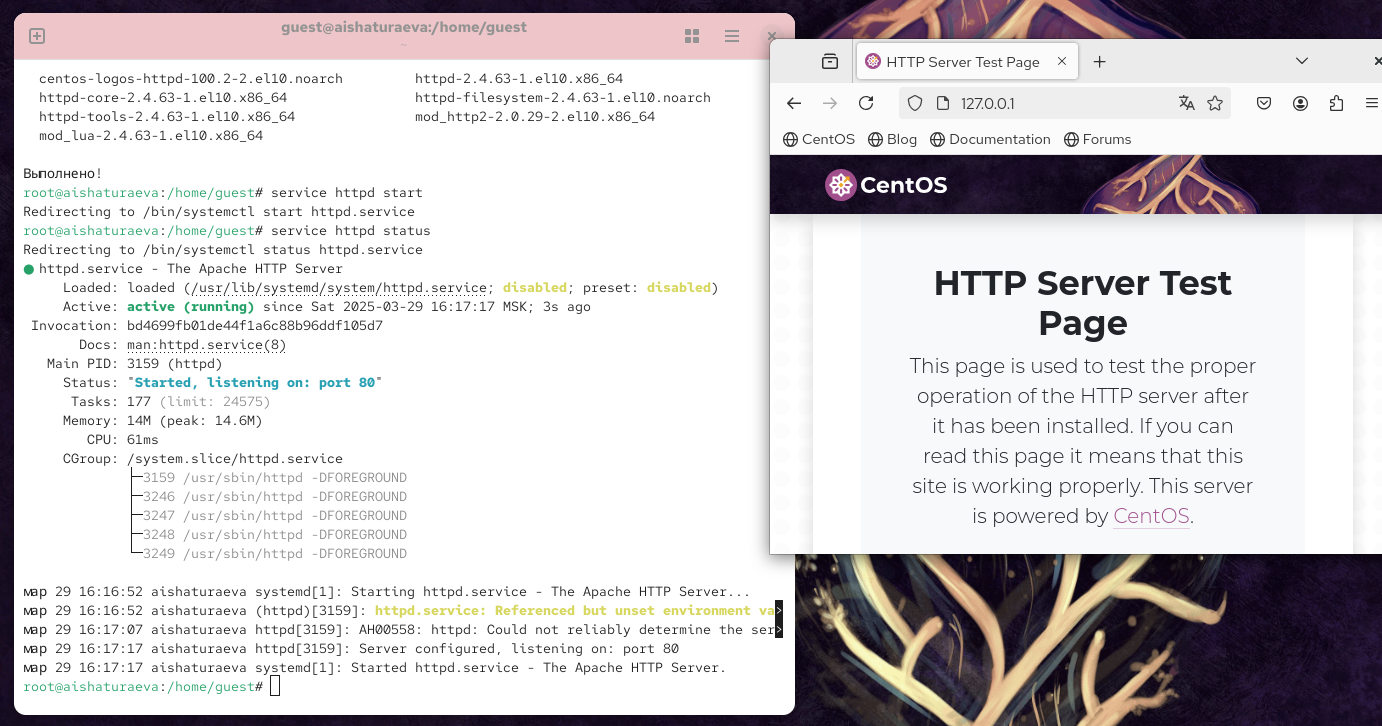 guest@aishaturaeva:/home/guest
centos-logos-httpd-100.2-2.el10.noarch httpd-2.4.63-1.el10.x86_64
httpd-core-2.4.63-1.el10.x86_64 httpd-filesystem-2.4.63-1.el10.noarch
httpd-tools-2.4.63-1.el10.x86_64 mod_http2-2.0.29-2.el10.x86_64
mod_lua-2.4.63-1.el10.x86_64
Выполнено!
root@aishaturaeva:/home/guest# service httpd start
Redirecting to /bin/systemctl start httpd.service
root@aishaturaeva:/home/guest# service httpd status
Redirecting to /bin/systemctl status httpd.service
● httpd.service - The Apache HTTP Server
Loaded: loaded (/usr/lib/systemd/system/httpd.service; disabled; preset: disabled)
Active: active (running) since Sat 2025-03-29 16:17:17 MSK; 3s ago
Invocation: bd4699fb01de44f1a6c88b96ddf105d7
Docs: man:httpd.service(8)
Main PID: 3159 (httpd)
Status: "Started, listening on: port 80"
Tasks: 177 (limit: 24575)
Memory: 14M (peak: 14.6M)
CPU: 61ms
CGroup: /system.slice/httpd.service
├─3159 /usr/sbin/httpd -DFOREGROUND
├─3246 /usr/sbin/httpd -DFOREGROUND
├─3247 /usr/sbin/httpd -DFOREGROUND
├─3248 /usr/sbin/httpd -DFOREGROUND
└─3249 /usr/sbin/httpd -DFOREGROUND
мар 29 16:16:52 aishaturaeva systemd[1]: Starting httpd.service - The Apache HTTP Server...
мар 29 16:16:52 aishaturaeva (httpd)[3159]: httpd.service: Referenced but unset environment va>
мар 29 16:17:07 aishaturaeva httpd[3159]: AH00558: httpd: Could not reliably determine the ser>
мар 29 16:17:17 aishaturaeva httpd[3159]: Server configured, listening on: port 80
мар 29 16:17:17 aishaturaeva systemd[1]: Started httpd.service - The Apache HTTP Server.
root@aishaturaeva:/home/guest#
HTTP Server Test Page
127.0.0.1
CentOS Blog Documentation Forums
CentOS
HTTP Server Test
Page
This page is used to test the proper
operation of the HTTP server after
it has been installed. If you can
read this page it means that this
site is working properly. This server
is powered by CentOS.